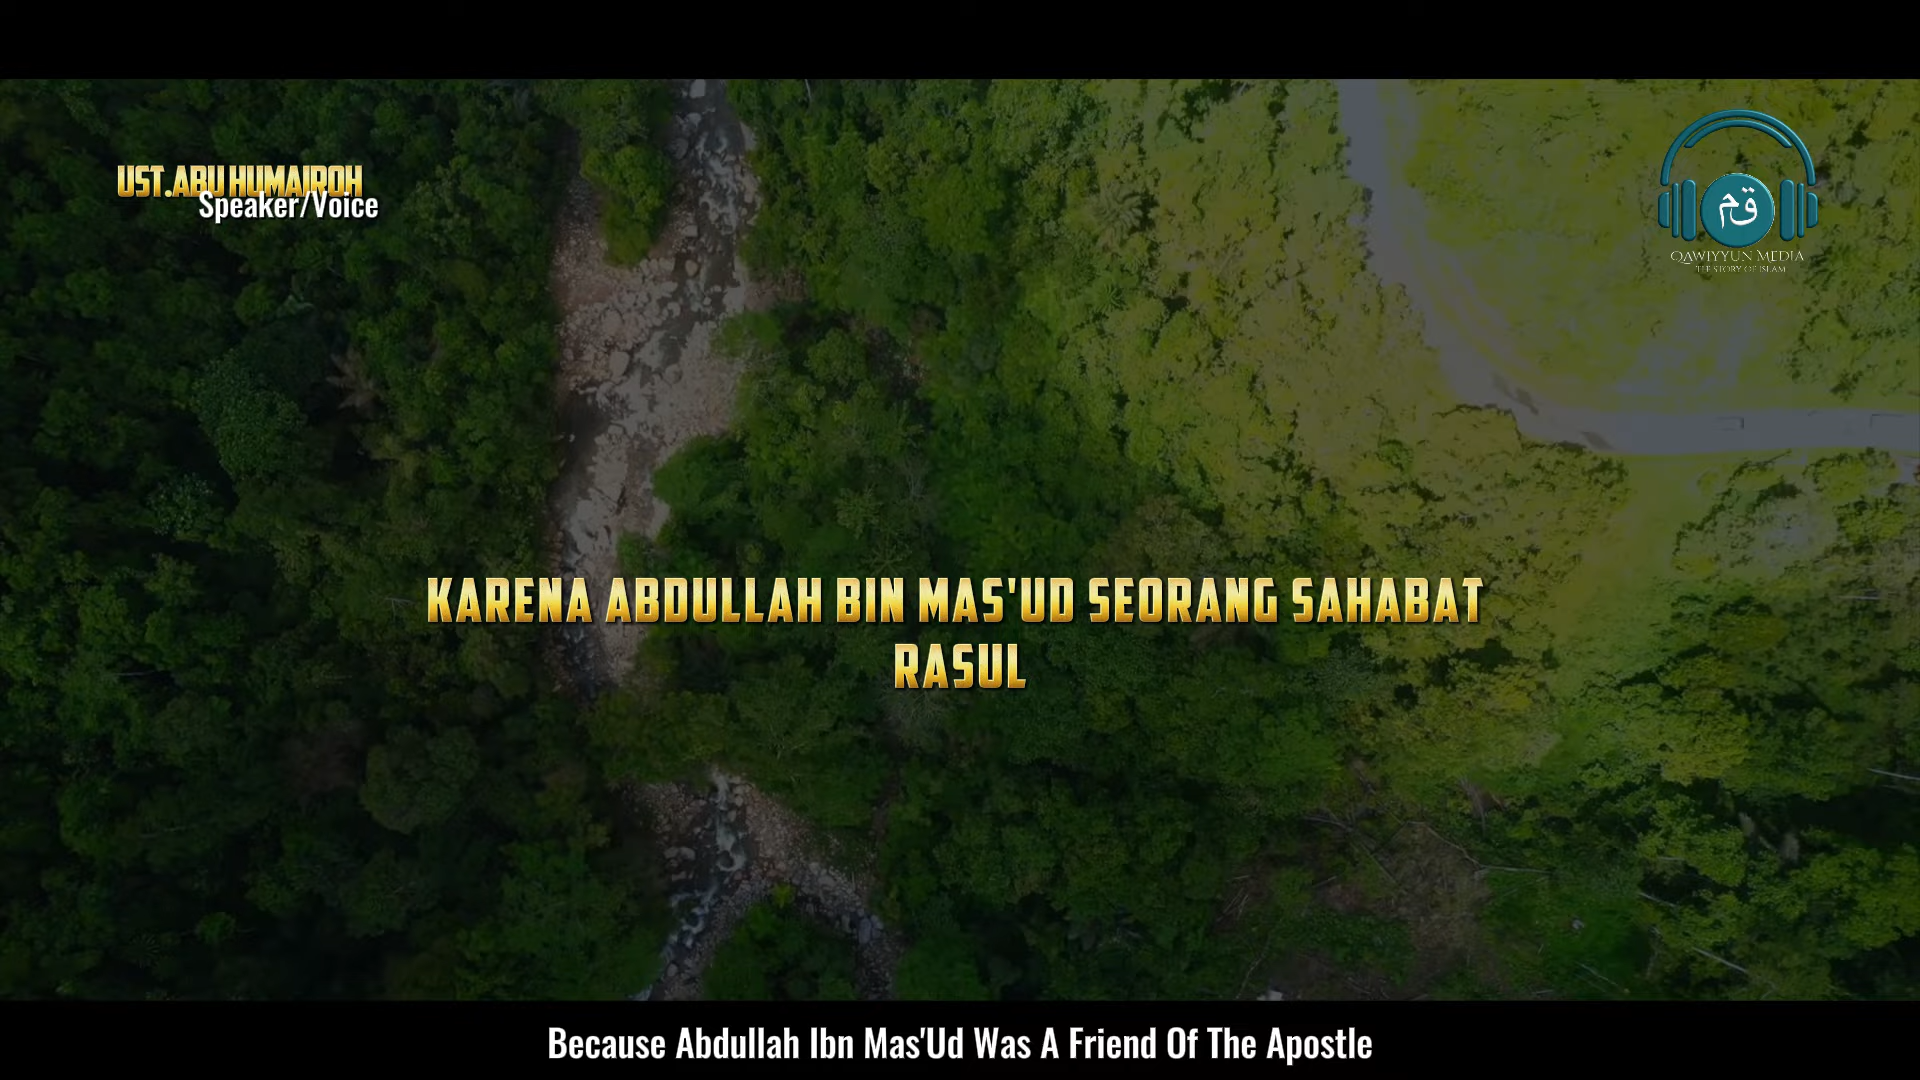 UST.ABU HUMAIROH
Speaker/Voice
قم
QAWIYYUN MEDIA
THE STORY OF ISLAM
KARENA ABDULLAH BIN MAS'UD SEORANG SAHABAT
RASUL
Because Abdullah Ibn Mas'Ud Was A Friend Of The Apostle